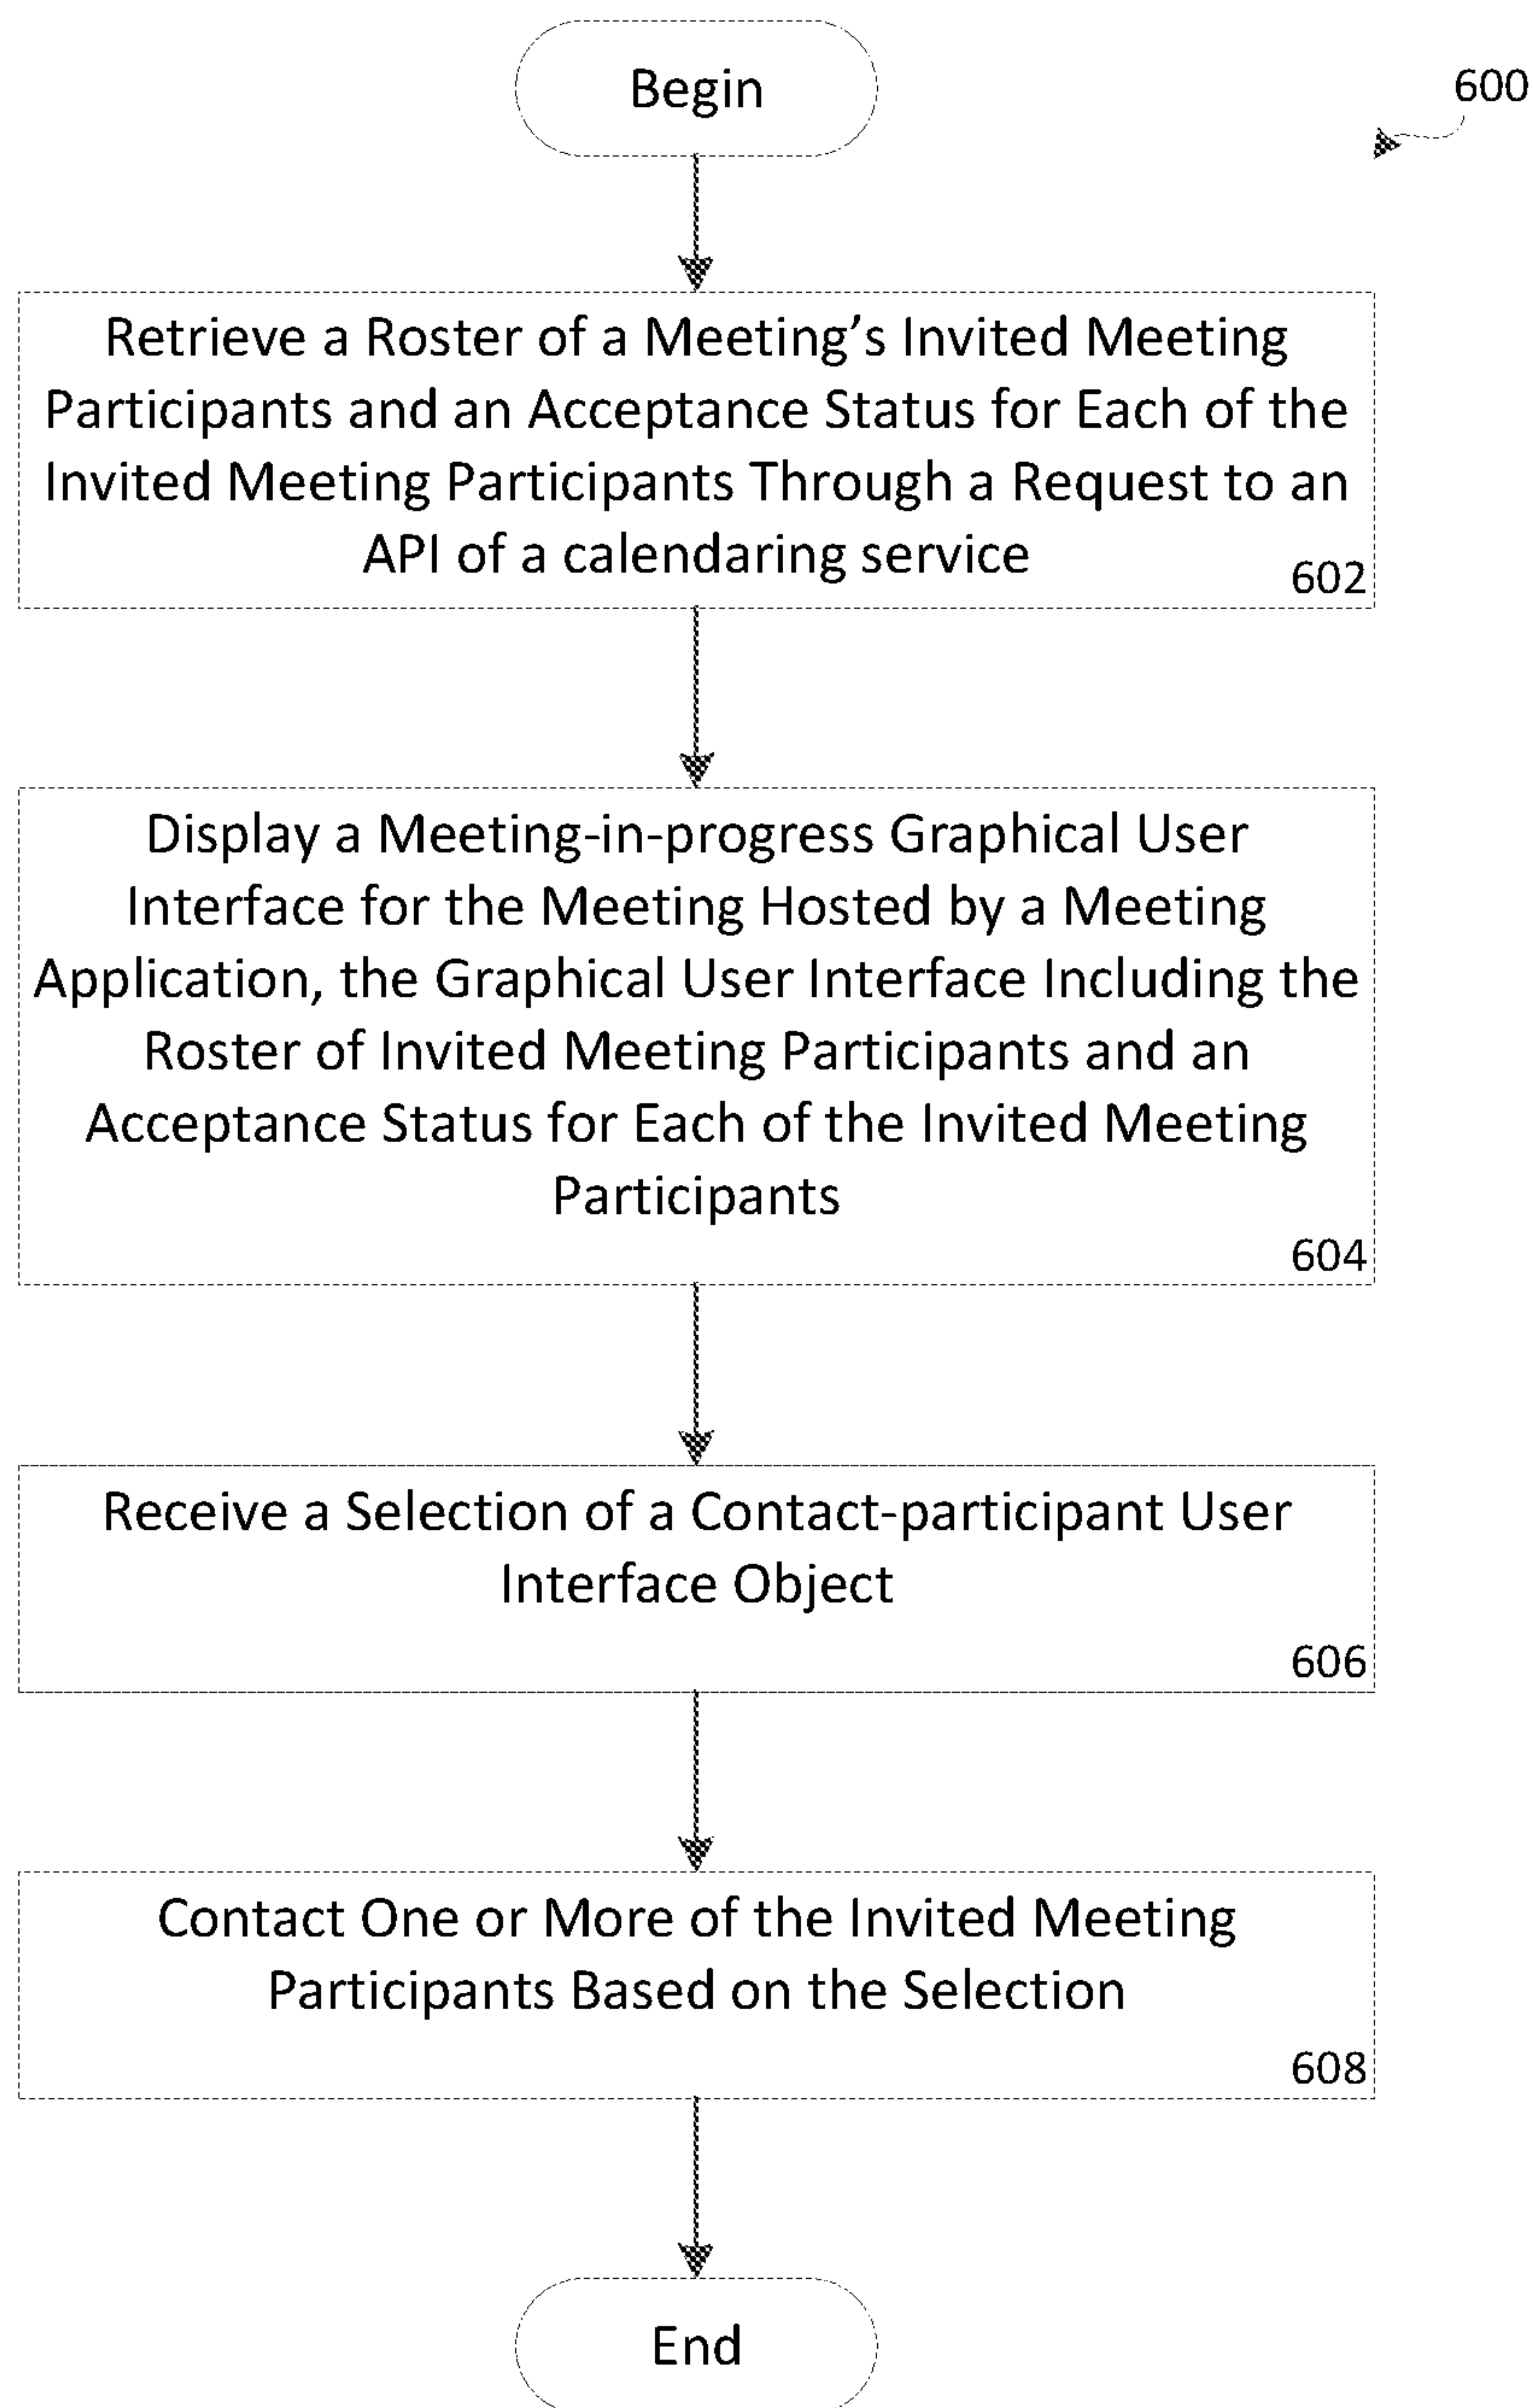 Begin
600
Retrieve a Roster of a Meeting’s Invited Meeting
Participants and an Acceptance Status for Each of the
Invited Meeting Participants Through a Request to an
API of a calendaring service
602
Display a Meeting-in-progress Graphical User
Interface for the Meeting Hosted by a Meeting
Application, the Graphical User Interface Including the
Roster of Invited Meeting Participants and an
Acceptance Status for Each of the Invited Meeting
Participants
604
Receive a Selection of a Contact-participant User
Interface Object
606
Contact One or More of the Invited Meeting
Participants Based on the Selection
608
End